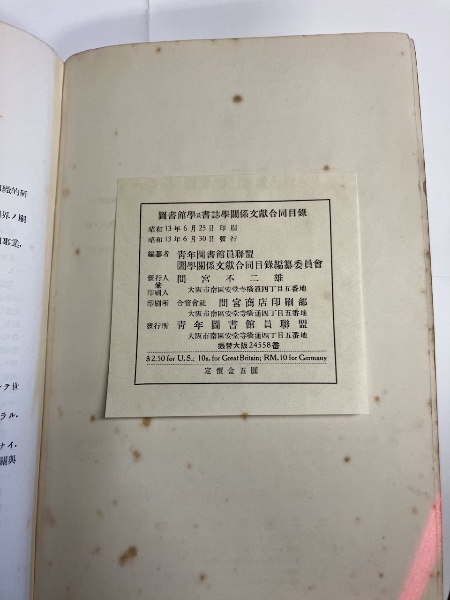 圖書館學及書誌學關係文獻合同目錄
昭和13年6月25日 印刷
昭和13年6月30日 發行
編纂者 靑年圖書館員聯盟
圖學關係文獻合同目錄編纂委員會
發行人兼印刷人 間宮不二雄
大阪市南區安堂寺橋通四丁目五番地
印刷所 合資會社 間宮商店印刷部
大阪市南區安堂寺橋通四丁目五番地
發行所 靑年圖書館員聯盟
大阪市南區安堂寺橋通四丁目五番地
振替大阪24558番
$2.50 for U.S.; 10s. for Great Britain; RM. 10 for Germany
定價金五圓
ラル.
ナイ.
關與